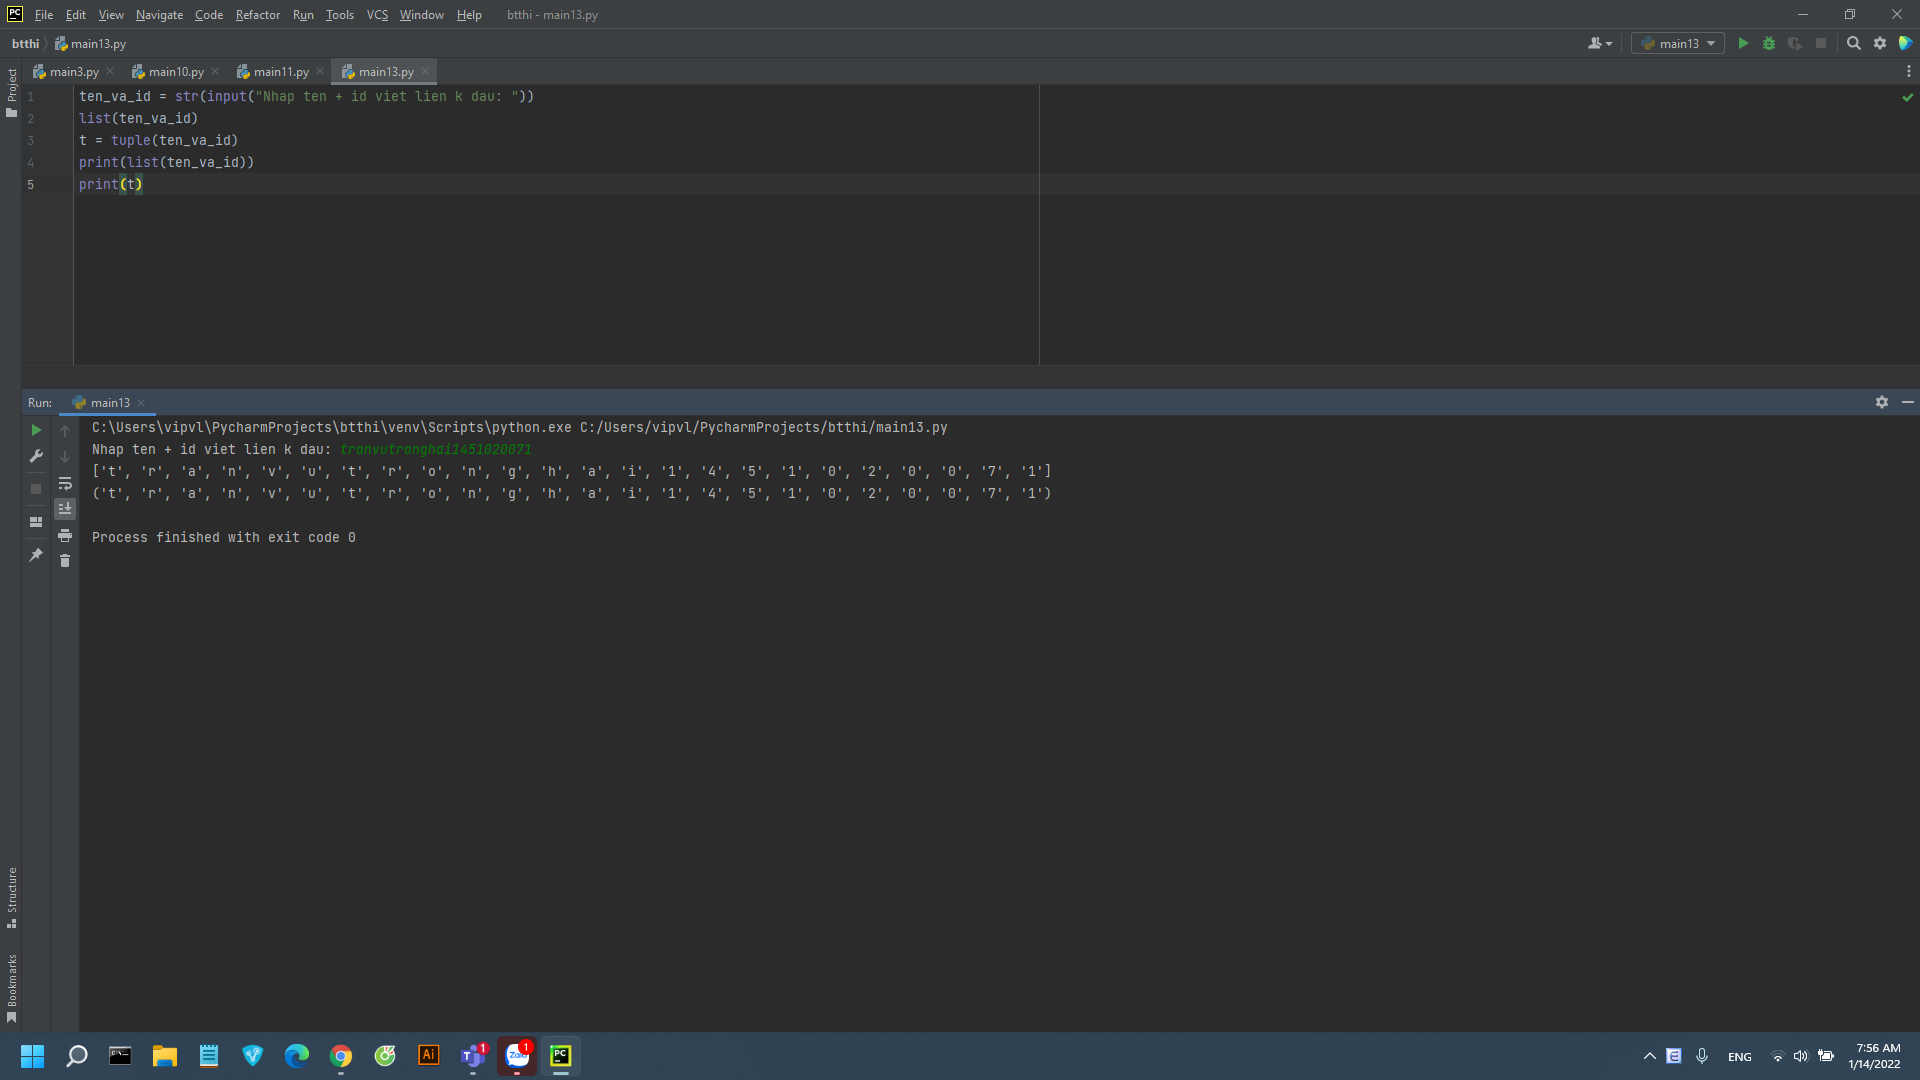 File Edit View Navigate Code Refactor Run Tools VCS Window Help btthi - main13.py
btthi main13.py main13
Project
main3.py main10.py main11.py main13.py
1 ten_va_id = str(input("Nhap ten + id viet lien k dau: "))
2 list(ten_va_id)
3 t = tuple(ten_va_id)
4 print(list(ten_va_id))
5 print(t)
Run: main13
C:\Users\vipvl\PycharmProjects\btthi\venv\Scripts\python.exe C:/Users/vipvl/PycharmProjects/btthi/main13.py
Nhap ten + id viet lien k dau: tranvutronghai1451020071
['t', 'r', 'a', 'n', 'v', 'u', 't', 'r', 'o', 'n', 'g', 'h', 'a', 'i', '1', '4', '5', '1', '0', '2', '0', '0', '7', '1']
('t', 'r', 'a', 'n', 'v', 'u', 't', 'r', 'o', 'n', 'g', 'h', 'a', 'i', '1', '4', '5', '1', '0', '2', '0', '0', '7', '1')
Process finished with exit code 0
Structure
Bookmarks
Ai 1 Zalo 1 PC ENG 7:56 AM
1/14/2022